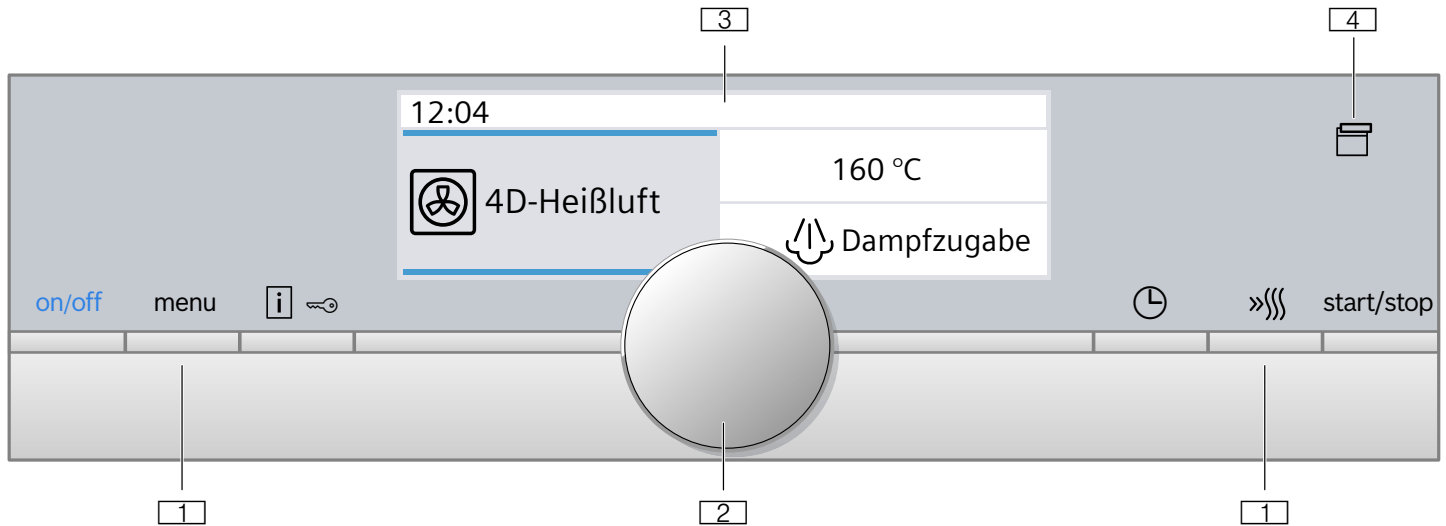 3
4
12:04
4D-Heißluft
160 °C
Dampfzugabe
on/off
menu
i
start/stop
1
2
1